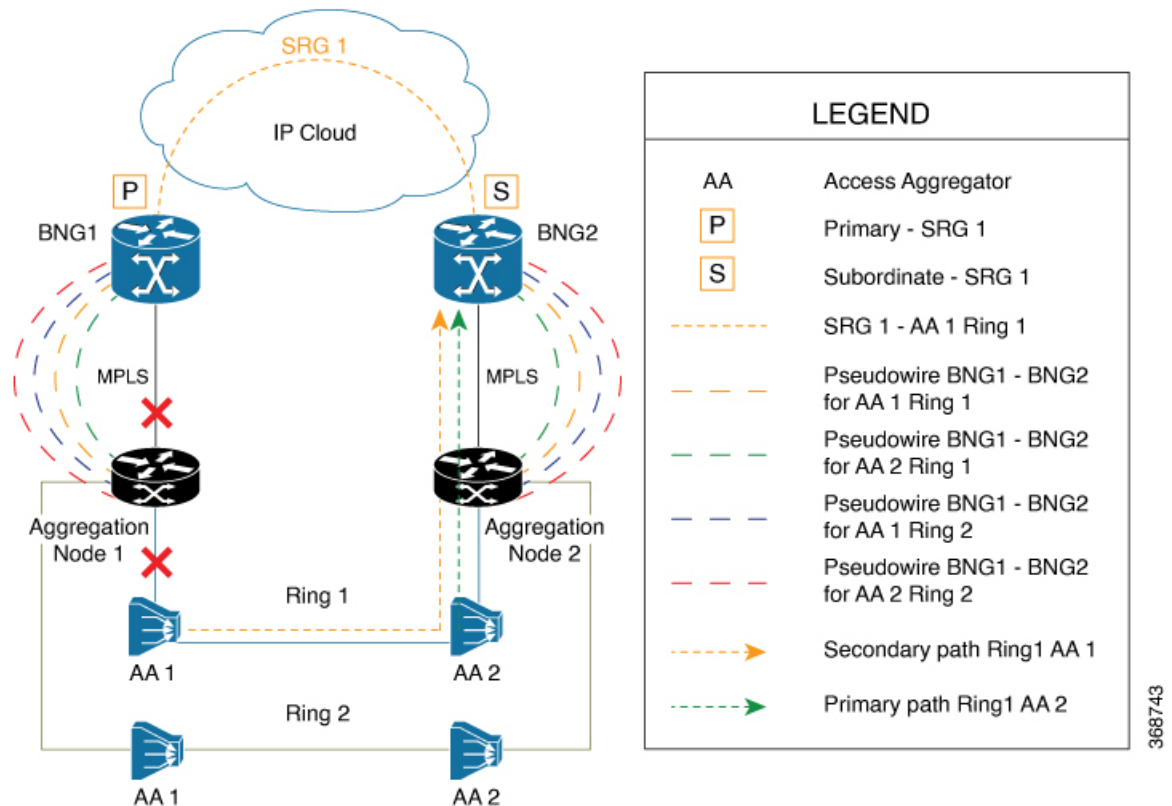 SRG 1
IP Cloud
P
S
BNG1
BNG2
MPLS
MPLS
Aggregation
Node 1
Aggregation
Node 2
Ring 1
AA 1
AA 2
Ring 2
AA 1
AA 2
LEGEND
AA Access Aggregator
P Primary - SRG 1
S Subordinate - SRG 1
SRG 1 - AA 1 Ring 1
Pseudowire BNG1 - BNG2
for AA 1 Ring 1
Pseudowire BNG1 - BNG2
for AA 2 Ring 1
Pseudowire BNG1 - BNG2
for AA 1 Ring 2
Pseudowire BNG1 - BNG2
for AA 2 Ring 2
Secondary path Ring1 AA 1
Primary path Ring1 AA 2
368743